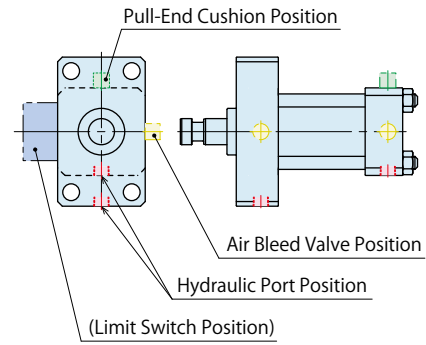 Pull-End Cushion Position
Air Bleed Valve Position
Hydraulic Port Position
(Limit Switch Position)